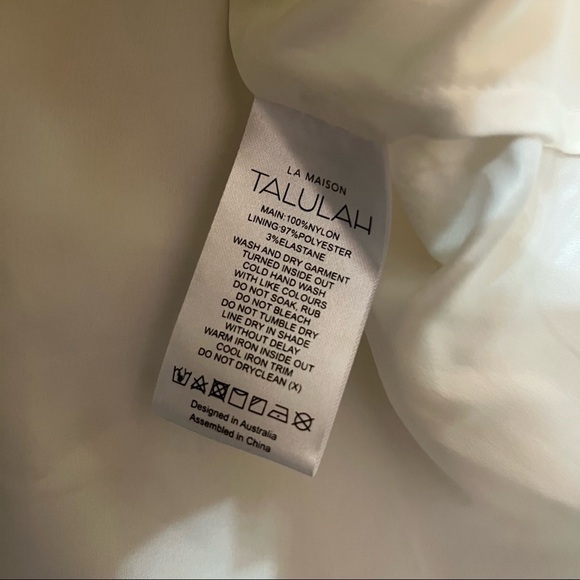 LA MAISON
TALULAH
MAIN:100%NYLON
LINING:97%POLYESTER
3%ELASTANE
WASH AND DRY GARMENT
TURNED INSIDE OUT
COLD HAND WASH
WITH LIKE COLOURS
DO NOT SOAK, RUB
DO NOT BLEACH
DO NOT TUMBLE DRY
LINE DRY IN SHADE
WITHOUT DELAY
WARM IRON INSIDE OUT
COOL IRON TRIM
DO NOT DRYCLEAN (X)
Designed in Australia
Assembled in China